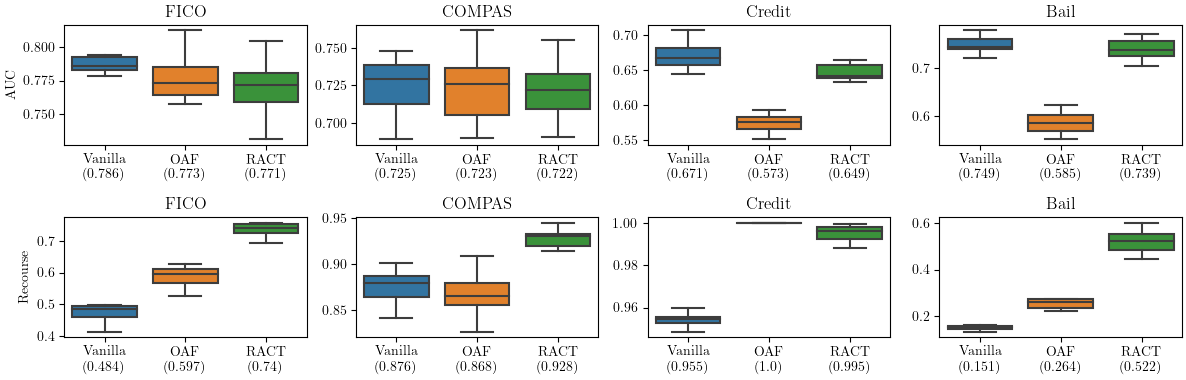 FICO
COMPAS
Credit
Bail
AUC
0.800
0.775
0.750
0.750
0.725
0.700
0.70
0.65
0.60
0.55
0.7
0.6
Vanilla OAF RACT
(0.786) (0.773) (0.771)
Vanilla OAF RACT
(0.725) (0.723) (0.722)
Vanilla OAF RACT
(0.671) (0.573) (0.649)
Vanilla OAF RACT
(0.749) (0.585) (0.739)
FICO
COMPAS
Credit
Bail
Recourse
0.7
0.6
0.5
0.4
0.95
0.90
0.85
1.00
0.98
0.96
0.6
0.4
0.2
Vanilla OAF RACT
(0.484) (0.597) (0.74)
Vanilla OAF RACT
(0.876) (0.868) (0.928)
Vanilla OAF RACT
(0.955) (1.0) (0.995)
Vanilla OAF RACT
(0.151) (0.264) (0.522)